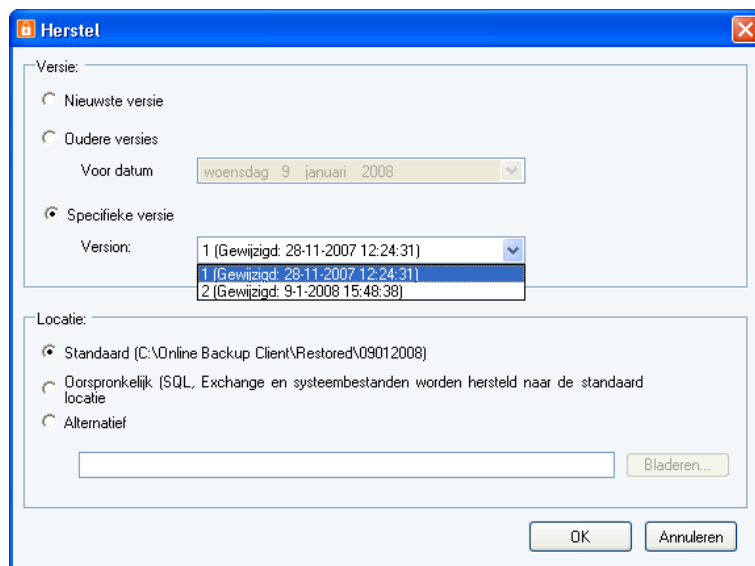 Herstel
Versie:
Nieuwste versie
Oudere versies
Voor datum
woensdag 9 januari 2008
Specifieke versie
Version:
1 (Gewijzigd: 28-11-2007 12:24:31)
1 (Gewijzigd: 28-11-2007 12:24:31)
2 (Gewijzigd: 9-1-2008 15:48:38)
Locatie:
Standaard (C:\Online Backup Client\Restored\09012008)
Oorspronkelijk (SQL, Exchange en systeembestanden worden hersteld naar de standaard
locatie
Alternatief
Bladeren...
OK
Annuleren